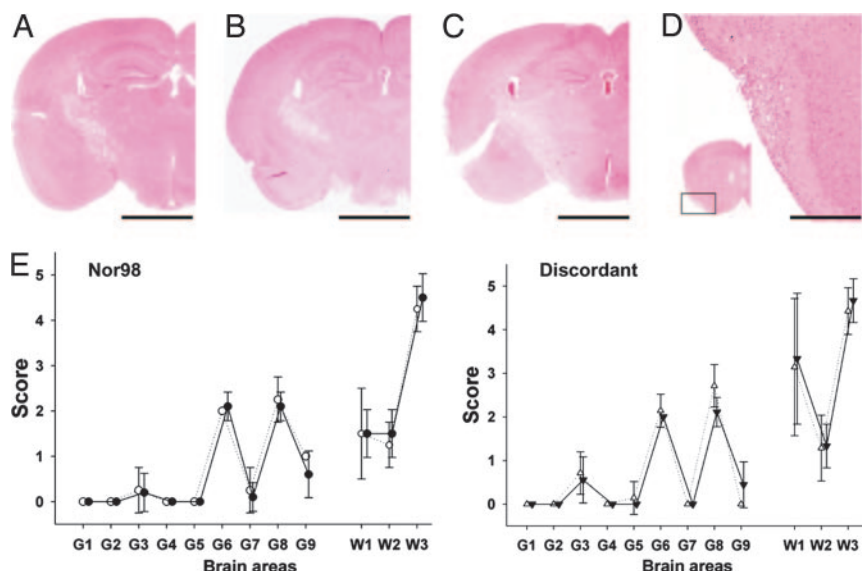 A
B
C
D
E
Nor98
Score
5
4
3
2
1
0
G1 G2 G3 G4 G5 G6 G7 G8 G9 W1 W2 W3
Brain areas
Discordant
Score
5
4
3
2
1
0
G1 G2 G3 G4 G5 G6 G7 G8 G9 W1 W2 W3
Brain areas